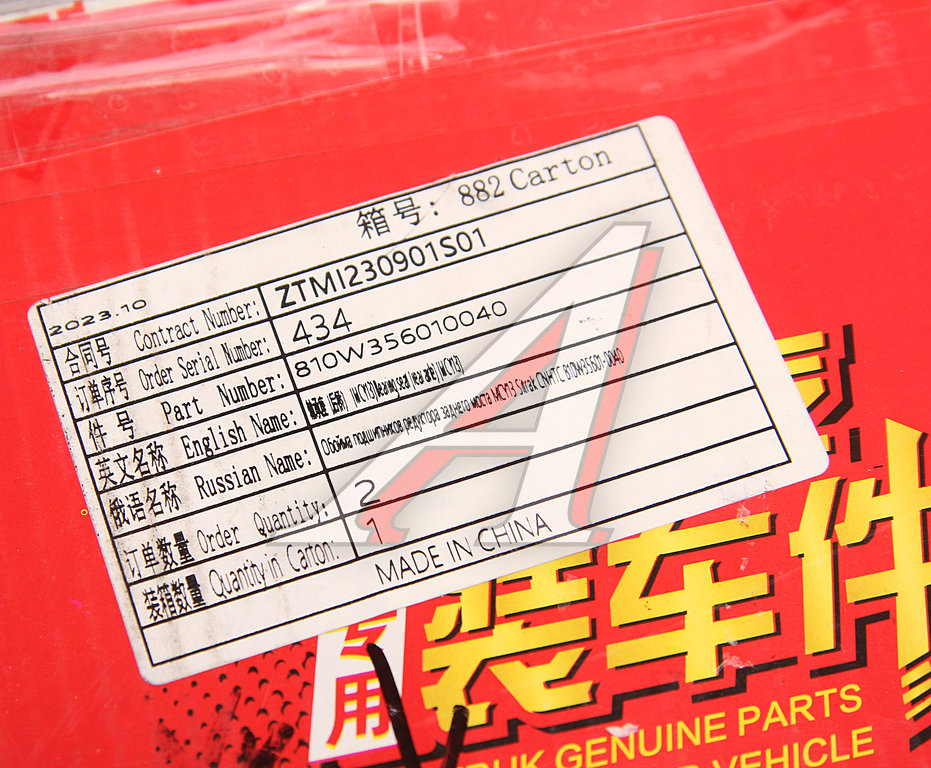 箱号: 882 Carton
2023.10
合同号 Contract Number: ZTMI230901S01
订单序号 Order Serial Number: 434
件号 Part Number: 810W356010040
英文名称 English Name:
俄语名称 Russian Name: Обойма подшипников редуктора заднего моста MCY13 Sitrak CNHTC 810W35601-0040
订单数量 Order Quantity: 2
装箱数量 Quantity in Carton: 1
MADE IN CHINA
专用
装车件
GENUINE PARTS
VEHICLE